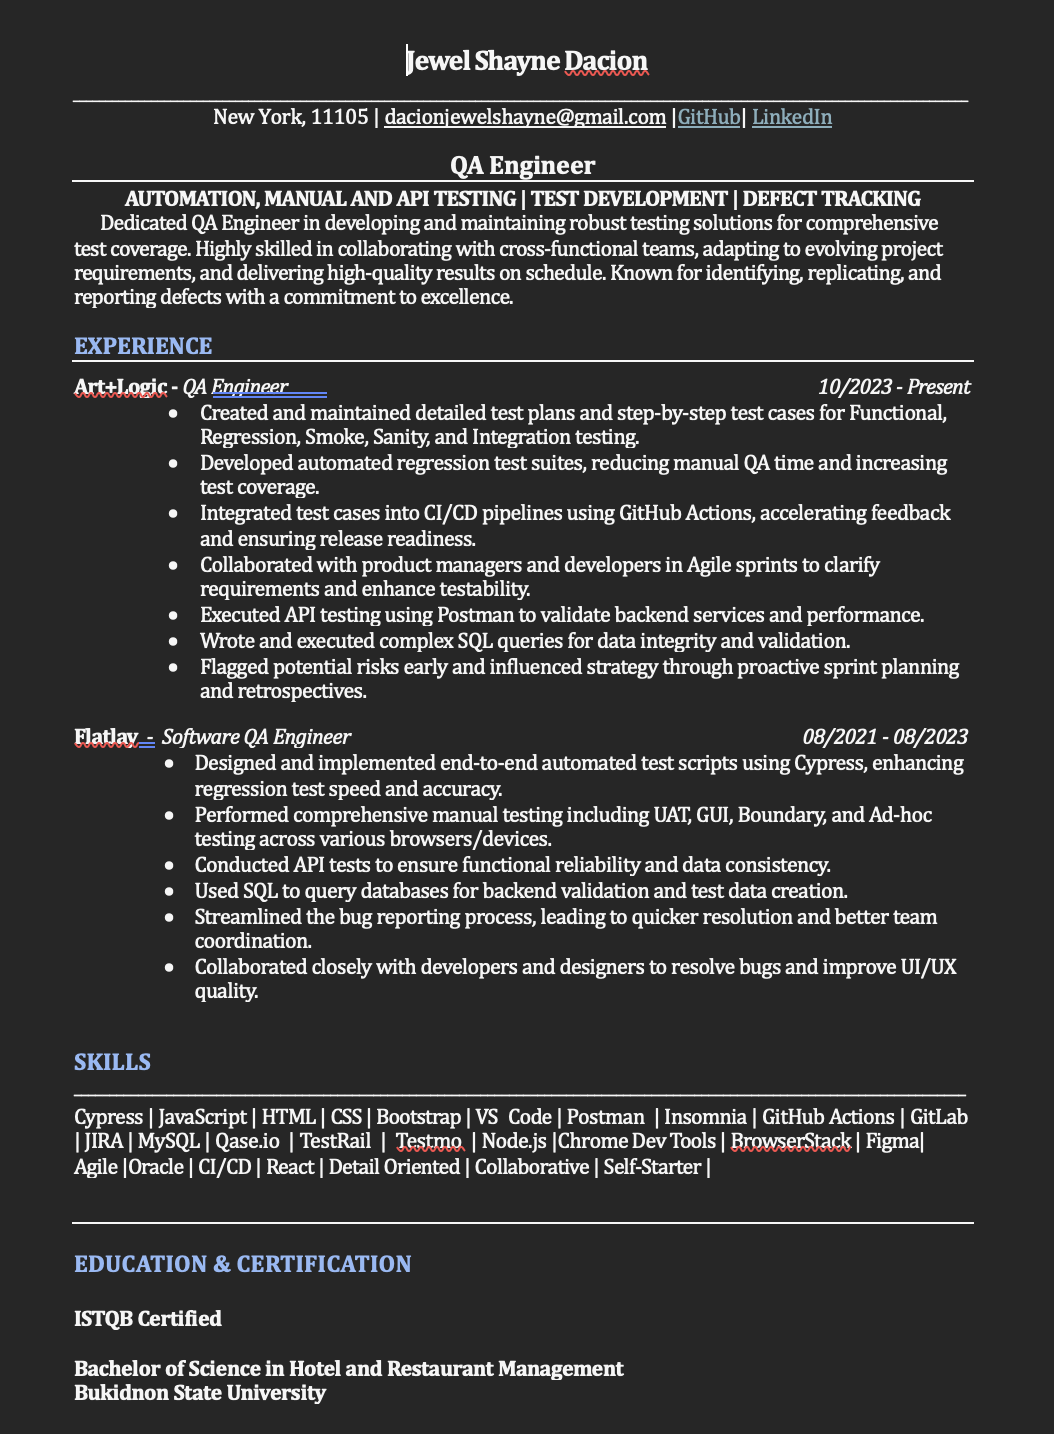 Jewel Shayne Dacion
New York, 11105 | dacionjewelshayne@gmail.com |GitHub| LinkedIn
QA Engineer
AUTOMATION, MANUAL AND API TESTING | TEST DEVELOPMENT | DEFECT TRACKING
Dedicated QA Engineer in developing and maintaining robust testing solutions for comprehensive
test coverage. Highly skilled in collaborating with cross-functional teams, adapting to evolving project
requirements, and delivering high-quality results on schedule. Known for identifying, replicating, and
reporting defects with a commitment to excellence.
EXPERIENCE
Art+Logic - QA Engineer 10/2023 - Present
• Created and maintained detailed test plans and step-by-step test cases for Functional,
Regression, Smoke, Sanity, and Integration testing.
• Developed automated regression test suites, reducing manual QA time and increasing
test coverage.
• Integrated test cases into CI/CD pipelines using GitHub Actions, accelerating feedback
and ensuring release readiness.
• Collaborated with product managers and developers in Agile sprints to clarify
requirements and enhance testability.
• Executed API testing using Postman to validate backend services and performance.
• Wrote and executed complex SQL queries for data integrity and validation.
• Flagged potential risks early and influenced strategy through proactive sprint planning
and retrospectives.
Flatlay - Software QA Engineer 08/2021 - 08/2023
• Designed and implemented end-to-end automated test scripts using Cypress, enhancing
regression test speed and accuracy.
• Performed comprehensive manual testing including UAT, GUI, Boundary, and Ad-hoc
testing across various browsers/devices.
• Conducted API tests to ensure functional reliability and data consistency.
• Used SQL to query databases for backend validation and test data creation.
• Streamlined the bug reporting process, leading to quicker resolution and better team
coordination.
• Collaborated closely with developers and designers to resolve bugs and improve UI/UX
quality.
SKILLS
Cypress | JavaScript | HTML | CSS | Bootstrap | VS Code | Postman | Insomnia | GitHub Actions | GitLab
| JIRA | MySQL | Qase.io | TestRail | Testmo | Node.js |Chrome Dev Tools | BrowserStack | Figma|
Agile |Oracle | CI/CD | React | Detail Oriented | Collaborative | Self-Starter |
EDUCATION & CERTIFICATION
ISTQB Certified
Bachelor of Science in Hotel and Restaurant Management
Bukidnon State University